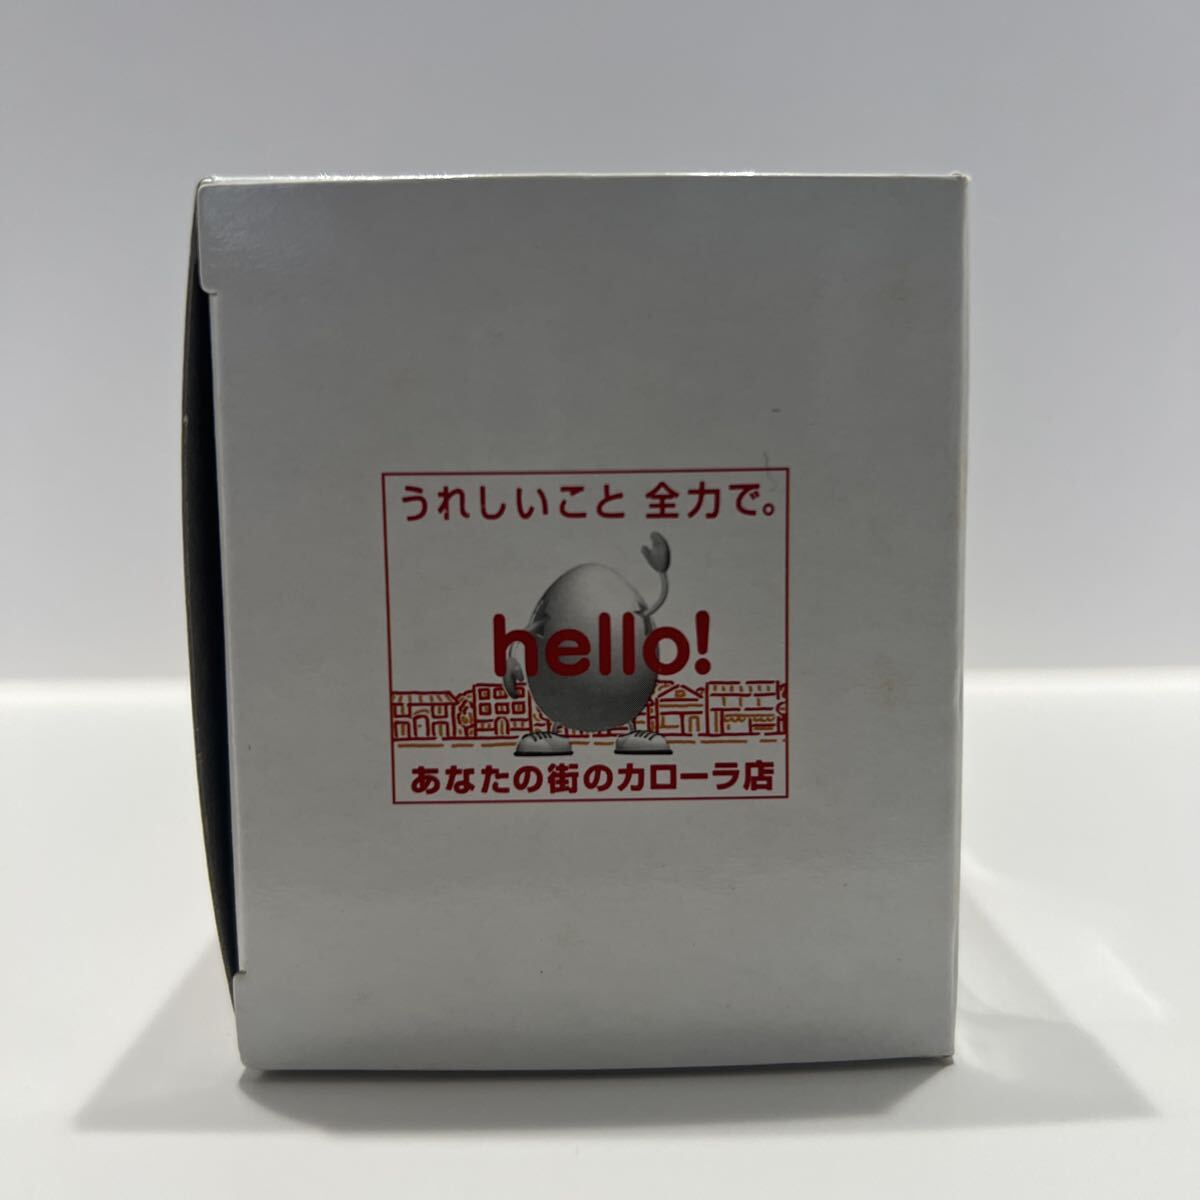 うれしいこと 全力で。
hello!
あなたの街のカローラ店